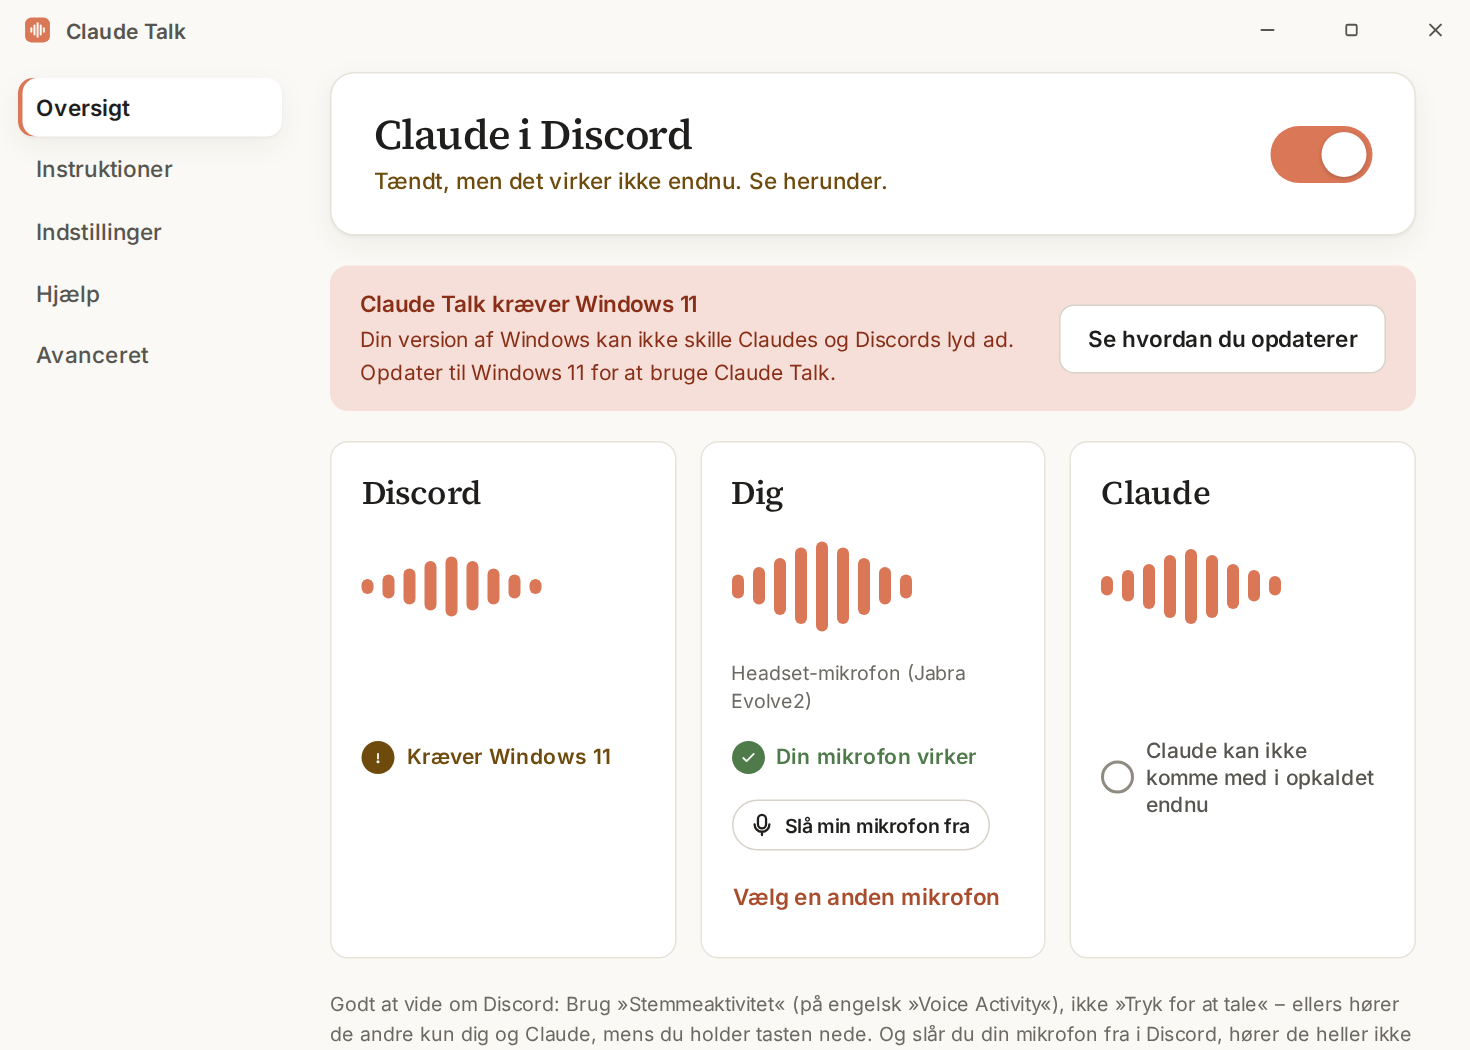 Claude Talk
Oversigt
Instruktioner
Indstillinger
Hjælp
Avanceret
Claude i Discord
Tændt, men det virker ikke endnu. Se herunder.
Claude Talk kræver Windows 11
Din version af Windows kan ikke skille Claudes og Discords lyd ad.
Opdater til Windows 11 for at bruge Claude Talk.
Se hvordan du opdaterer
Discord
Kræver Windows 11
Dig
Headset-mikrofon (Jabra
Evolve2)
Din mikrofon virker
Slå min mikrofon fra
Vælg en anden mikrofon
Claude
Claude kan ikke
komme med i opkaldet
endnu
Godt at vide om Discord: Brug »Stemmeaktivitet« (på engelsk »Voice Activity«), ikke »Tryk for at tale« – ellers hører
de andre kun dig og Claude, mens du holder tasten nede. Og slår du din mikrofon fra i Discord, hører de heller ikke